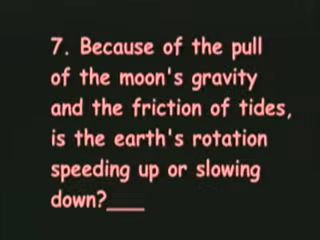 7. Because of the pull
of the moon's gravity
and the friction of tides,
is the earth's rotation
speeding up or slowing
down?___